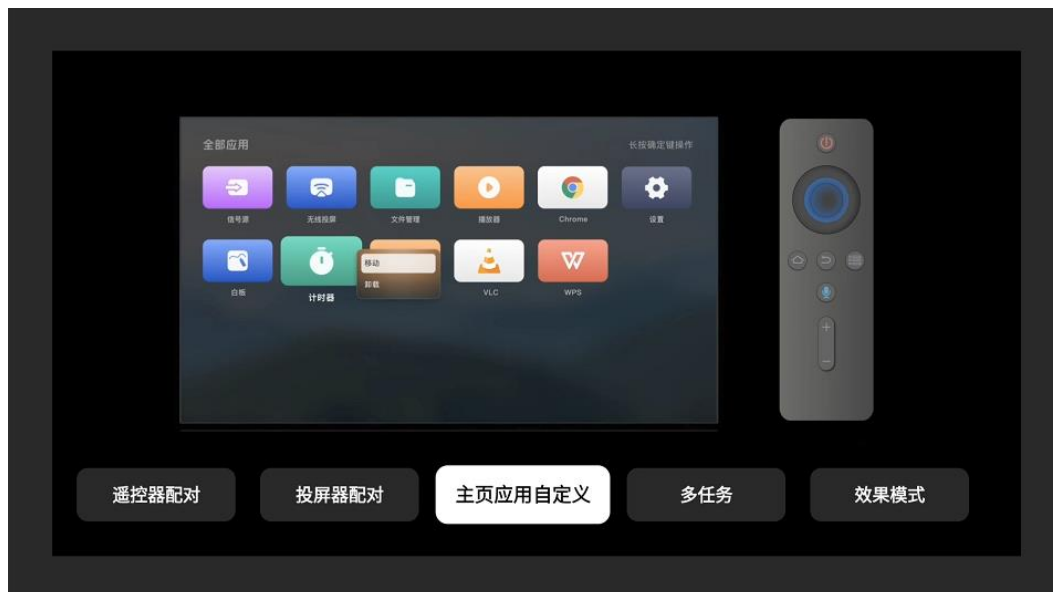 全部应用
长按确定键操作
信号源
无线投屏
文件管理
播放器
Chrome
设置
移动
卸载
白板
计时器
VLC
WPS
遥控器配对
投屏器配对
主页应用自定义
多任务
效果模式